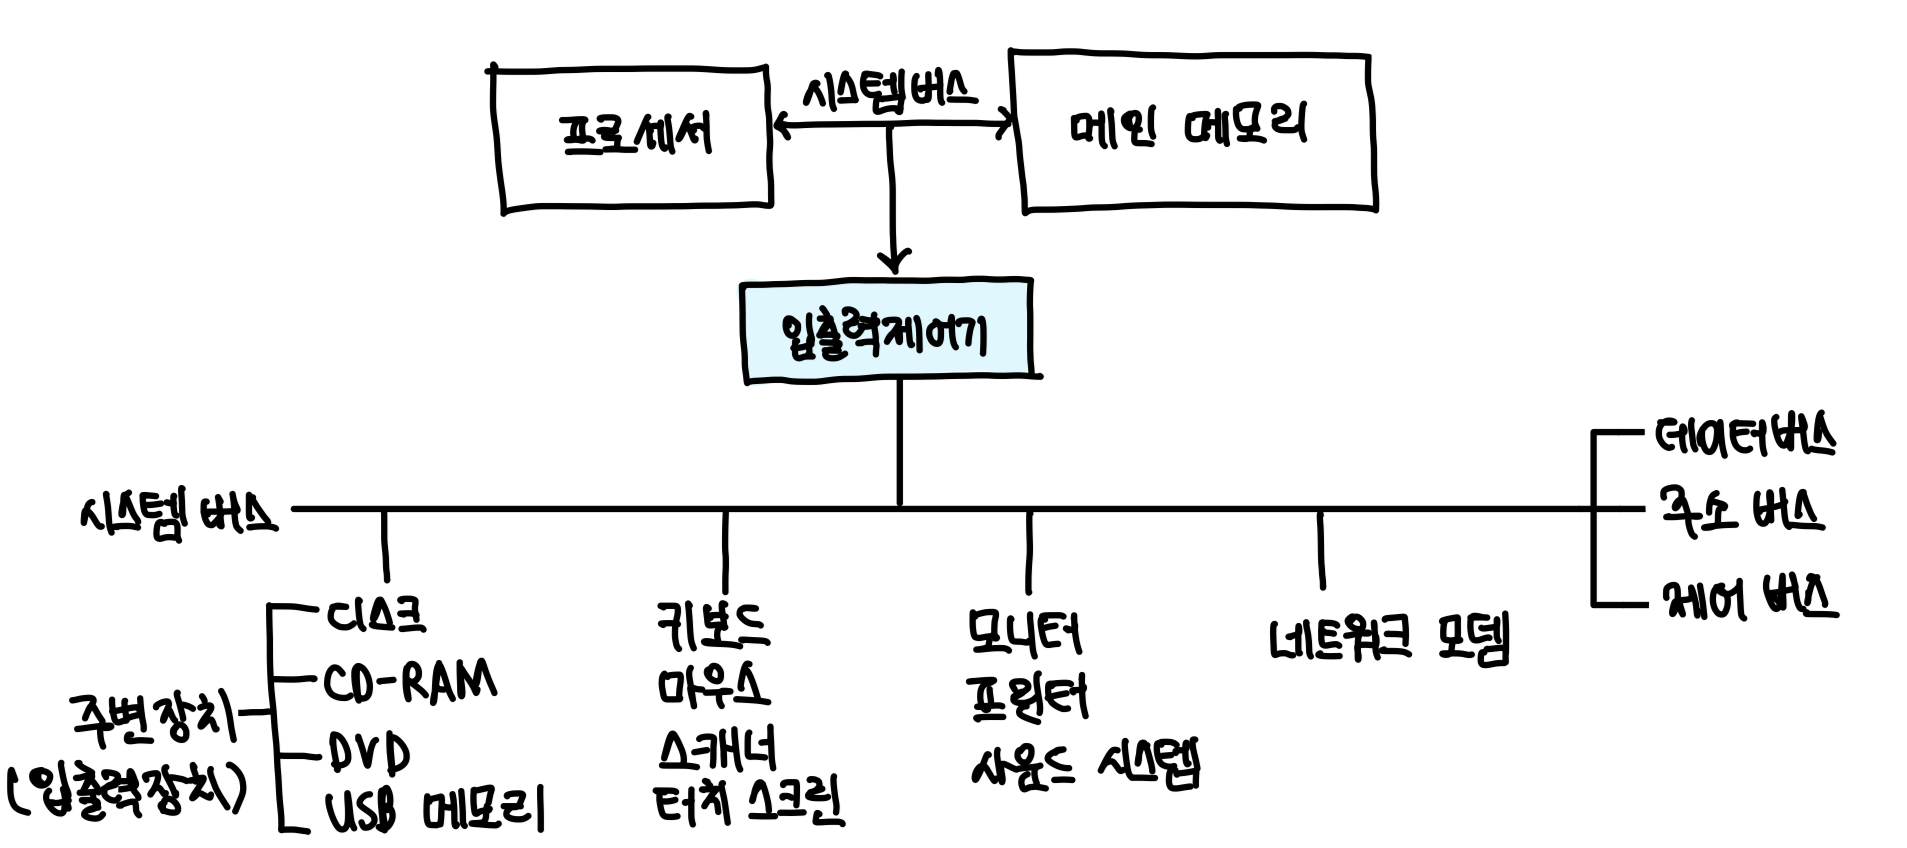 시스템버스
프로세서
메인 메모리
입출력제어기
시스템 버스
데이터버스
주소 버스
제어 버스
주변장치
(입출력장치)
디스크
CD-RAM
DVD
USB 메모리
키보드
마우스
스캐너
터치 스크린
모니터
프린터
사운드 시스템
네트워크 모뎀